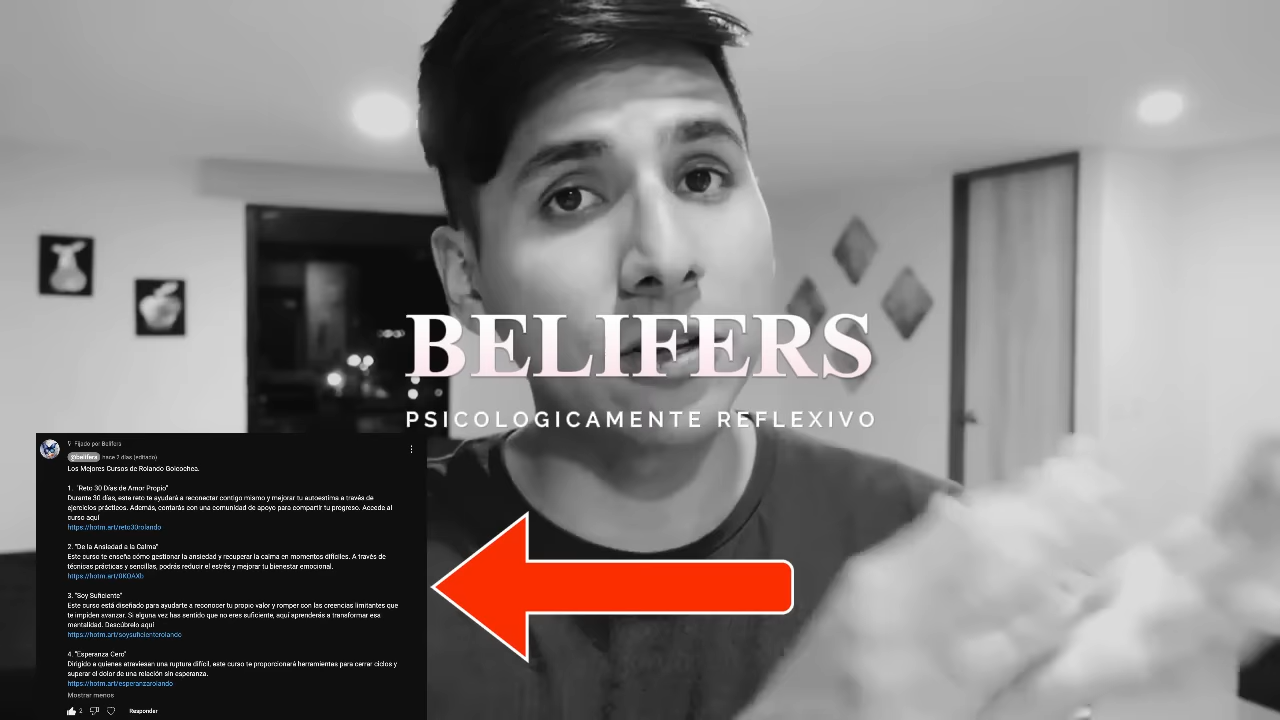 BELIFERS
PSICOLOGICAMENTE REFLEXIVO
Fijado por Belifers
@belifers hace 2 días (editado)
Los Mejores Cursos de Rolando Goicochea.
1. "Reto 30 Días de Amor Propio"
Durante 30 días, este reto te ayudará a reconectar contigo mismo y mejorar tu autoestima a través de
ejercicios prácticos. Además, contarás con una comunidad de apoyo para compartir tu progreso. Accede al
curso aquí
https://hotm.art/reto30rolando
2. "De la Ansiedad a la Calma"
Este curso te enseña cómo gestionar la ansiedad y recuperar la calma en momentos difíciles. A través de
técnicas prácticas y sencillas, podrás reducir el estrés y mejorar tu bienestar emocional.
https://hotm.art/0KOAXb
3. "Soy Suficiente"
Este curso está diseñado para ayudarte a reconocer tu propio valor y romper con las creencias limitantes que
te impiden avanzar. Si alguna vez has sentido que no eres suficiente, aquí aprenderás a transformar esa
mentalidad. Descúbrelo aquí
https://hotm.art/soysuficienterolando
4. "Esperanza Cero"
Dirigido a quienes atraviesan una ruptura difícil, este curso te proporcionará herramientas para cerrar ciclos y
superar el dolor de una relación sin esperanza.
https://hotm.art/esperanzarolando
Mostrar menos
2 Responder